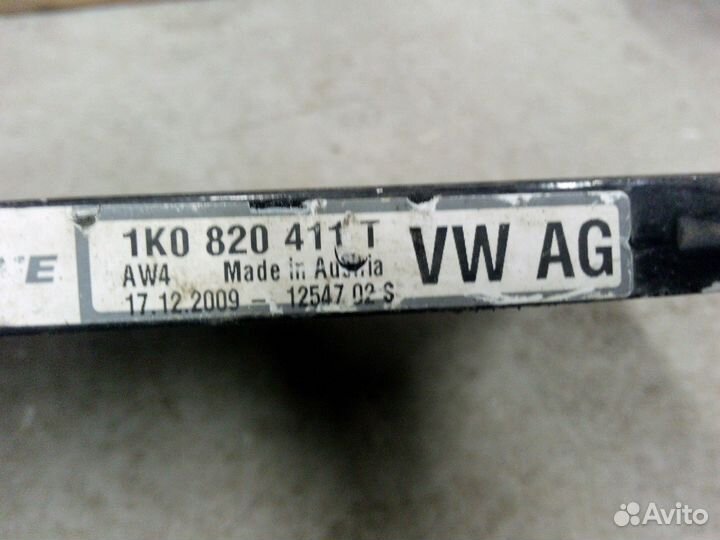 1K0 820 411 T
VW AG
AW4 Made in Austria
17.12.2009 - 12547 02 S
Avito